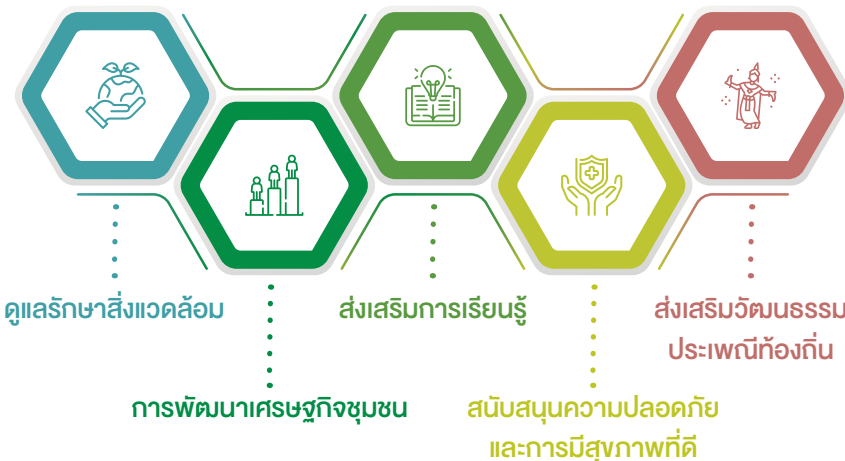 ดูแลรักษาสิ่งแวดล้อม
การพัฒนาเศรษฐกิจชุมชน
ส่งเสริมการเรียนรู้
สนับสนุนความปลอดภัย
และการมีสุขภาพที่ดี
ส่งเสริมวัฒนธรรม
ประเพณีท้องถิ่น